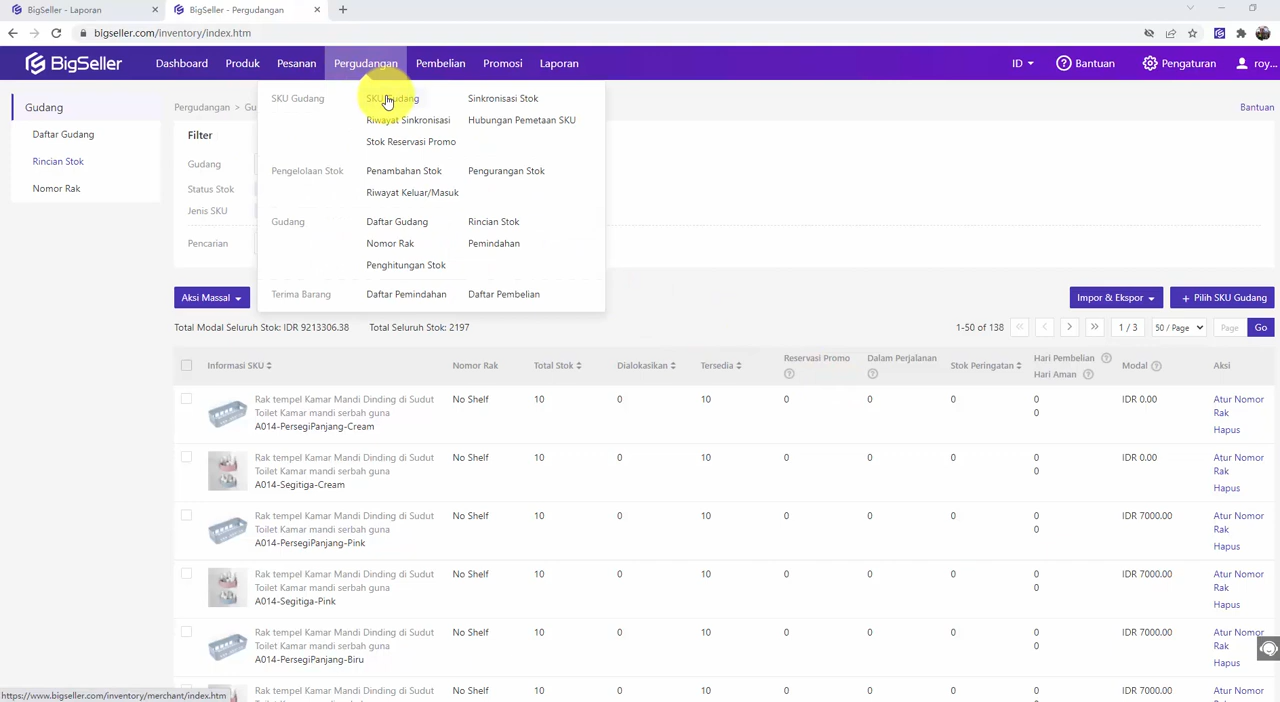 BigSeller - Laporan
BigSeller - Pergudangan
bigseller.com/inventory/index.htm
BigSeller
Dashboard
Produk
Pesanan
Pergudangan
Pembelian
Promosi
Laporan
ID
Bantuan
Pengaturan
roy...
Gudang
Daftar Gudang
Rincian Stok
Nomor Rak
Pergudangan > Gu
Bantuan
Filter
Gudang
Status Stok
Jenis SKU
Pencarian
SKU Gudang
SKU Gudang
Sinkronisasi Stok
Riwayat Sinkronisasi
Hubungan Pemetaan SKU
Stok Reservasi Promo
Pengelolaan Stok
Penambahan Stok
Pengurangan Stok
Riwayat Keluar/Masuk
Gudang
Daftar Gudang
Rincian Stok
Nomor Rak
Pemindahan
Penghitungan Stok
Terima Barang
Daftar Pemindahan
Daftar Pembelian
Aksi Massal
Impor & Ekspor
+ Pilih SKU Gudang
Total Modal Seluruh Stok: IDR 9213306.38
Total Seluruh Stok: 2197
1-50 of 138
1 / 3
50 / Page
Page
Go
Informasi SKU
Nomor Rak
Total Stok
Dialokasikan
Tersedia
Reservasi Promo
Dalam Perjalanan
Stok Peringatan
Hari Pembelian
Hari Aman
Modal
Aksi
Rak tempel Kamar Mandi Dinding di Sudut
Toilet Kamar mandi serbah guna
A014-PersegiPanjang-Cream
No Shelf
10
0
10
0
0
0
0
0
IDR 0.00
Atur Nomor
Rak
Hapus
Rak tempel Kamar Mandi Dinding di Sudut
Toilet Kamar mandi serbah guna
A014-Segitiga-Cream
No Shelf
10
0
10
0
0
0
0
0
IDR 0.00
Atur Nomor
Rak
Hapus
Rak tempel Kamar Mandi Dinding di Sudut
Toilet Kamar mandi serbah guna
A014-PersegiPanjang-Pink
No Shelf
10
0
10
0
0
0
0
0
IDR 7000.00
Atur Nomor
Rak
Hapus
Rak tempel Kamar Mandi Dinding di Sudut
Toilet Kamar mandi serbah guna
A014-Segitiga-Pink
No Shelf
10
0
10
0
0
0
0
0
IDR 7000.00
Atur Nomor
Rak
Hapus
Rak tempel Kamar Mandi Dinding di Sudut
Toilet Kamar mandi serbah guna
A014-PersegiPanjang-Biru
No Shelf
10
0
10
0
0
0
0
0
IDR 7000.00
Atur Nomor
Rak
Hapus
Rak tempel Kamar Mandi Dinding di Sudut
No Shelf
10
0
10
0
0
0
0
IDR 7000.00
Atur Nomor
https://www.bigseller.com/inventory/merchant/index.htm